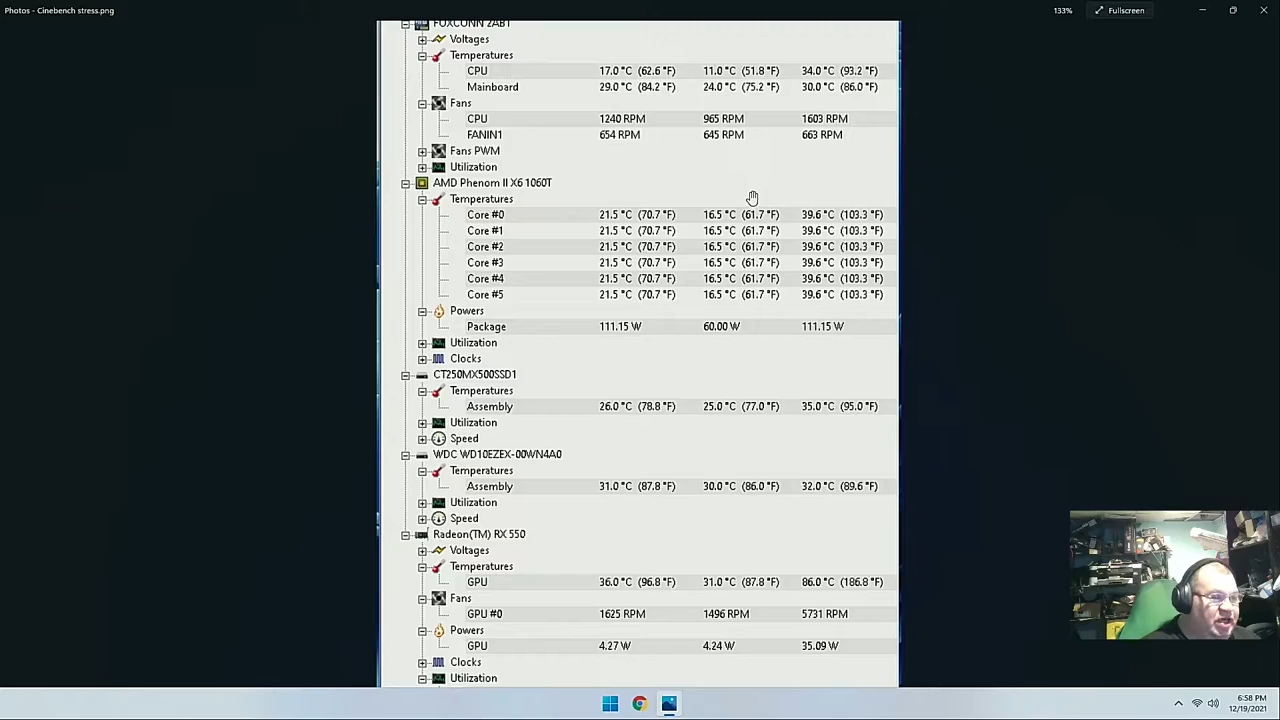 Photos - Cinebench stress.png
133%
Fullscreen
FOXCONN 2AB1
Voltages
Temperatures
CPU 17.0 °C (62.6 °F) 11.0 °C (51.8 °F) 34.0 °C (93.2 °F)
Mainboard 29.0 °C (84.2 °F) 24.0 °C (75.2 °F) 30.0 °C (86.0 °F)
Fans
CPU 1240 RPM 965 RPM 1603 RPM
FANIN1 654 RPM 645 RPM 663 RPM
Fans PWM
Utilization
AMD Phenom II X6 1060T
Temperatures
Core #0 21.5 °C (70.7 °F) 16.5 °C (61.7 °F) 39.6 °C (103.3 °F)
Core #1 21.5 °C (70.7 °F) 16.5 °C (61.7 °F) 39.6 °C (103.3 °F)
Core #2 21.5 °C (70.7 °F) 16.5 °C (61.7 °F) 39.6 °C (103.3 °F)
Core #3 21.5 °C (70.7 °F) 16.5 °C (61.7 °F) 39.6 °C (103.3 °F)
Core #4 21.5 °C (70.7 °F) 16.5 °C (61.7 °F) 39.6 °C (103.3 °F)
Core #5 21.5 °C (70.7 °F) 16.5 °C (61.7 °F) 39.6 °C (103.3 °F)
Powers
Package 111.15 W 60.00 W 111.15 W
Utilization
Clocks
CT250MX500SSD1
Temperatures
Assembly 26.0 °C (78.8 °F) 25.0 °C (77.0 °F) 35.0 °C (95.0 °F)
Utilization
Speed
WDC WD10EZEX-00WN4A0
Temperatures
Assembly 31.0 °C (87.8 °F) 30.0 °C (86.0 °F) 32.0 °C (89.6 °F)
Utilization
Speed
Radeon(TM) RX 550
Voltages
Temperatures
GPU 36.0 °C (96.8 °F) 31.0 °C (87.8 °F) 86.0 °C (186.8 °F)
Fans
GPU #0 1625 RPM 1496 RPM 5731 RPM
Powers
GPU 4.27 W 4.24 W 35.09 W
Clocks
Utilization
6:58 PM
12/19/2021